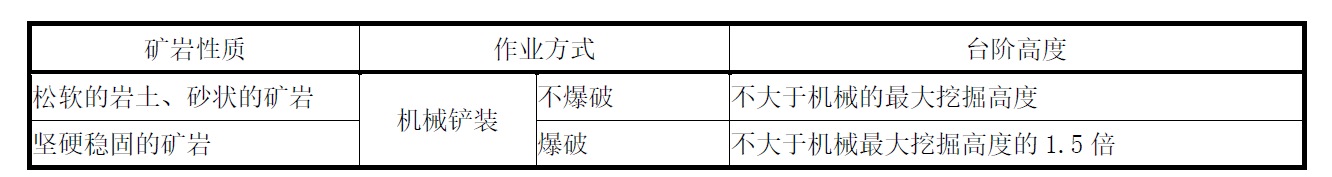 矿岩性质 作业方式 台阶高度
松软的岩土、砂状的矿岩 机械铲装 不爆破 不大于机械的最大挖掘高度
坚硬稳固的矿岩 爆破 不大于机械最大挖掘高度的1.5倍